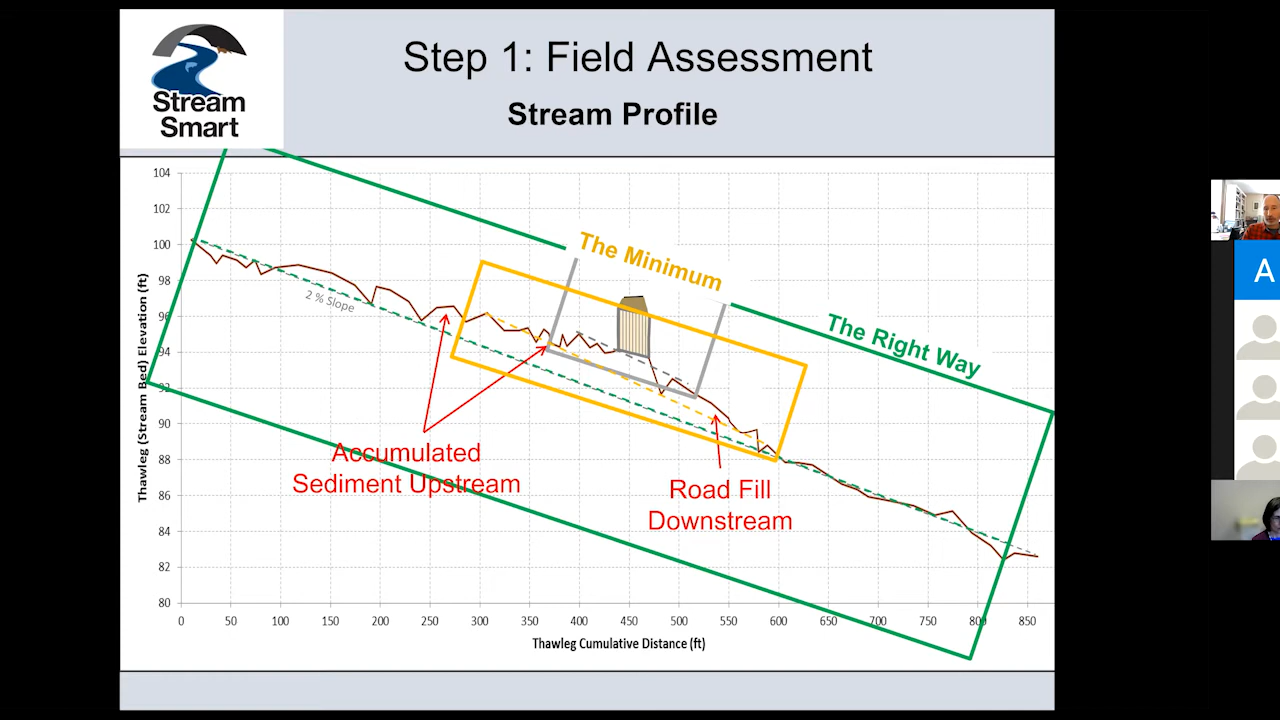 Stream
Smart
Step 1: Field Assessment
Stream Profile
The Minimum
The Right Way
2 % Slope
Accumulated
Sediment Upstream
Road Fill
Downstream
Thawleg (Stream Bed) Elevation (ft)
104
102
100
98
96
94
92
90
88
86
84
82
80
0 50 100 150 200 250 300 350 400 450 500 550 600 650 700 750 800 850
Thawleg Cumulative Distance (ft)
A